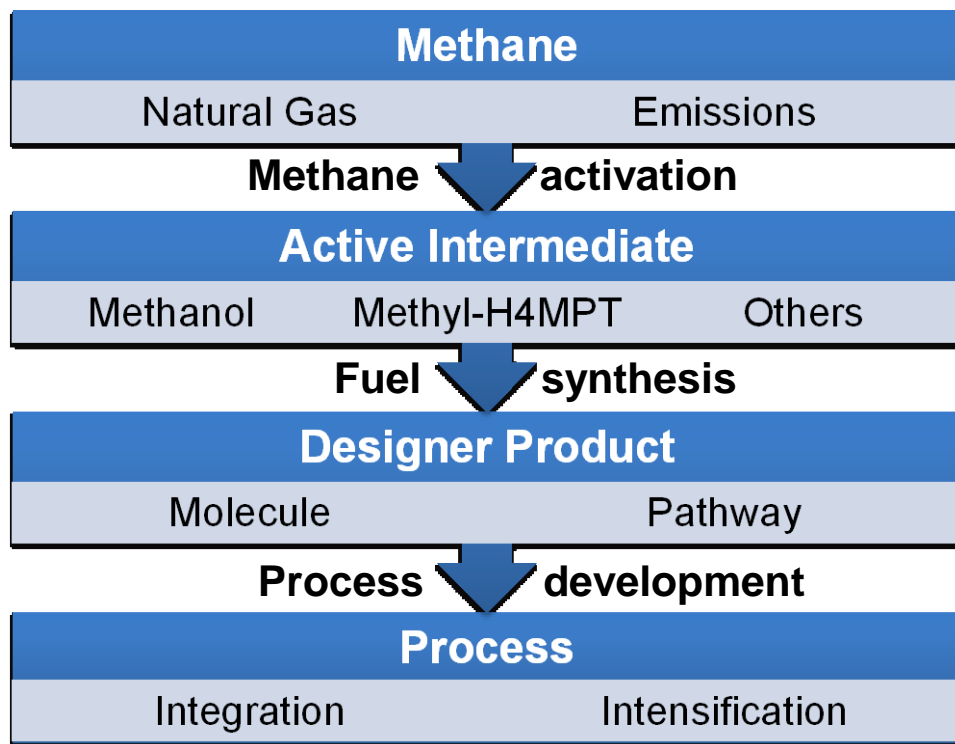 Methane
Natural Gas Emissions
Methane activation
Active Intermediate
Methanol Methyl-H4MPT Others
Fuel synthesis
Designer Product
Molecule Pathway
Process development
Process
Integration Intensification